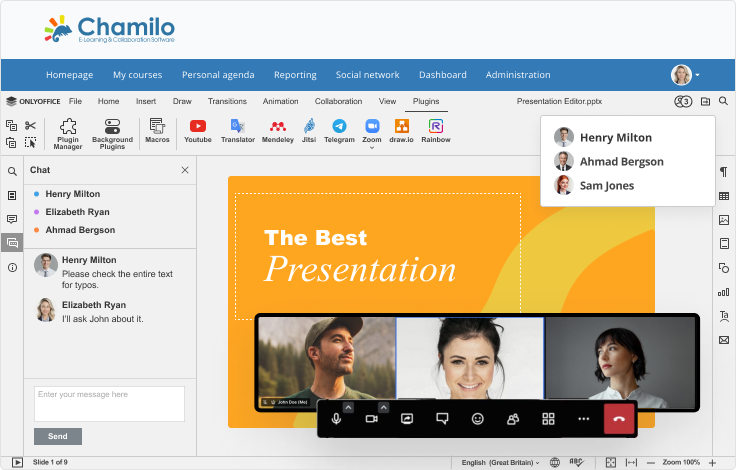 Chamilo
E-Learning & Collaboration Software
Homepage My courses Personal agenda Reporting Social network Dashboard Administration
ONLYOFFICE File Home Insert Draw Transitions Animation Collaboration View Plugins Presentation Editor.pptx 3
Plugin Manager
Background Plugins
Macros
Youtube
Translator
Mendeley
Jitsi
Telegram
Zoom
draw.io
Rainbow
Henry Milton
Ahmad Bergson
Sam Jones
Chat
Henry Milton
Elizabeth Ryan
Ahmad Bergson
Henry Milton
Please check the entire text
for typos.
Elizabeth Ryan
I'll ask John about it.
Enter your message here
Send
The Best
Presentation
John Doe (Me)
Slide 1 of 9 English (Great Britain) ABC Zoom 100%